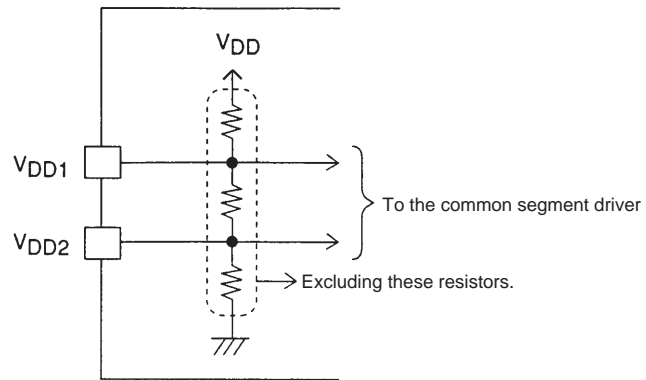 VDD
VDD1
To the common segment driver
VDD2
Excluding these resistors.